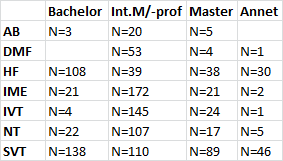 Bachelor Int.M/-prof Master Annet
AB N=3 N=20 N=5
DMF N=53 N=4 N=1
HF N=108 N=39 N=38 N=30
IME N=21 N=172 N=21 N=2
IVT N=4 N=145 N=24 N=1
NT N=22 N=107 N=17 N=5
SVT N=138 N=110 N=89 N=46